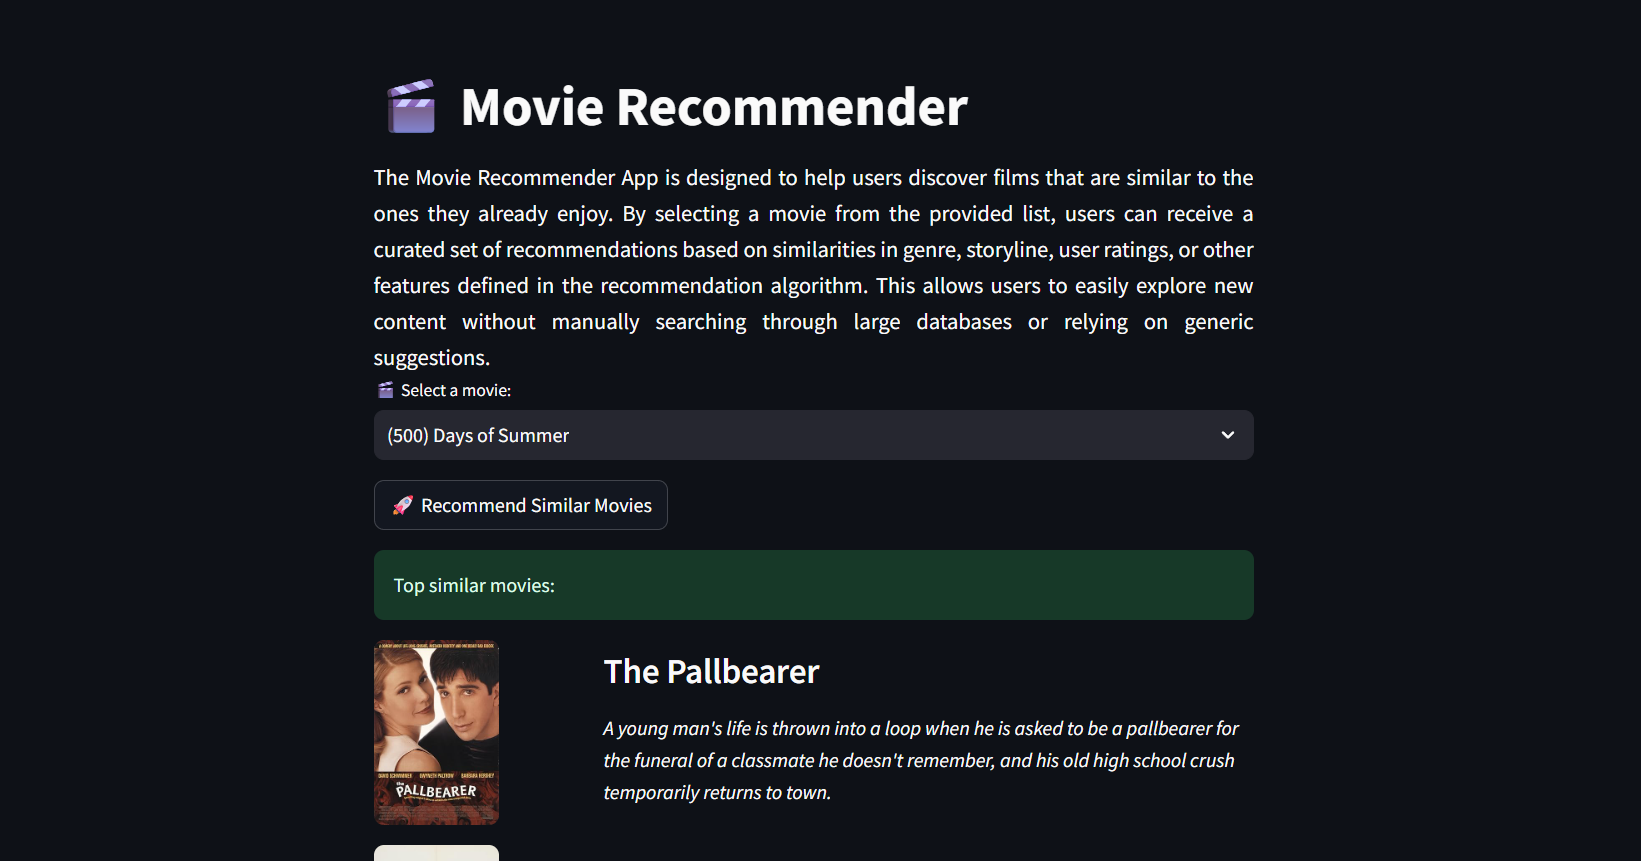 Movie Recommender
The Movie Recommender App is designed to help users discover films that are similar to the
ones they already enjoy. By selecting a movie from the provided list, users can receive a
curated set of recommendations based on similarities in genre, storyline, user ratings, or other
features defined in the recommendation algorithm. This allows users to easily explore new
content without manually searching through large databases or relying on generic
suggestions.
Select a movie:
(500) Days of Summer
Recommend Similar Movies
Top similar movies:
The Pallbearer
A young man's life is thrown into a loop when he is asked to be a pallbearer for
the funeral of a classmate he doesn't remember, and his old high school crush
temporarily returns to town.
DAVID SCHWIMMER GWYNETH PALTROW BARBARA HERSHEY
the
PALLBEARER